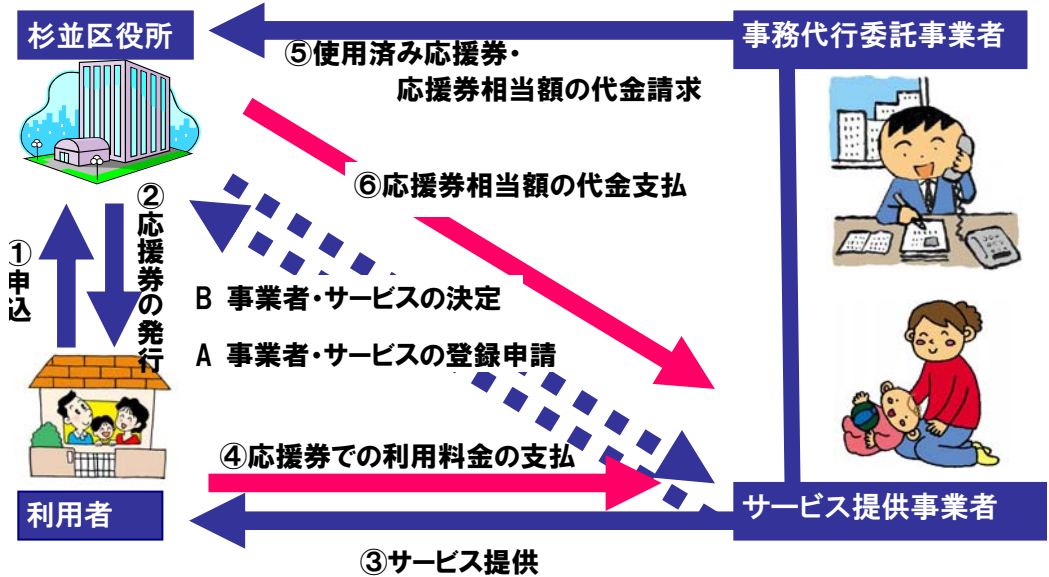 杉並区役所
事務代行委託事業者
⑤使用済み応援券・
応援券相当額の代金請求
⑥応援券相当額の代金支払
①申込
②応援券の発行
B 事業者・サービスの決定
A 事業者・サービスの登録申請
④応援券での利用料金の支払
利用者
サービス提供事業者
③サービス提供